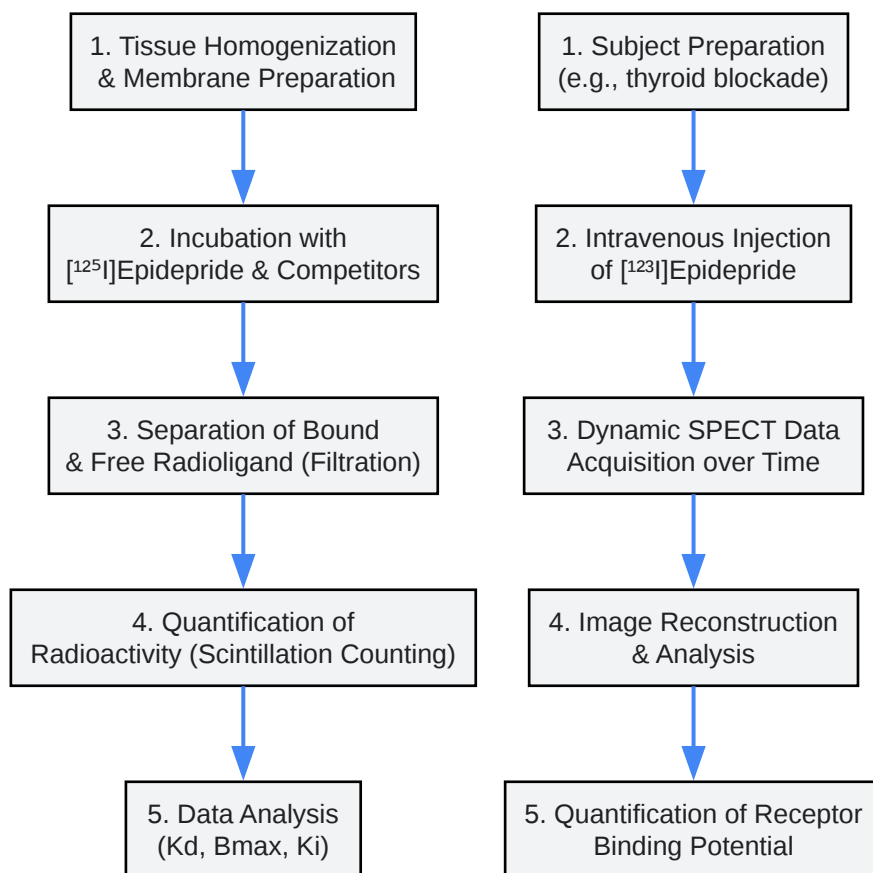 1. Tissue Homogenization
& Membrane Preparation
2. Incubation with
[¹²⁵I]Epidepride & Competitors
3. Separation of Bound
& Free Radioligand (Filtration)
4. Quantification of
Radioactivity (Scintillation Counting)
5. Data Analysis
(Kd, Bmax, Ki)
1. Subject Preparation
(e.g., thyroid blockade)
2. Intravenous Injection
of [¹²³I]Epidepride
3. Dynamic SPECT Data
Acquisition over Time
4. Image Reconstruction
& Analysis
5. Quantification of Receptor
Binding Potential